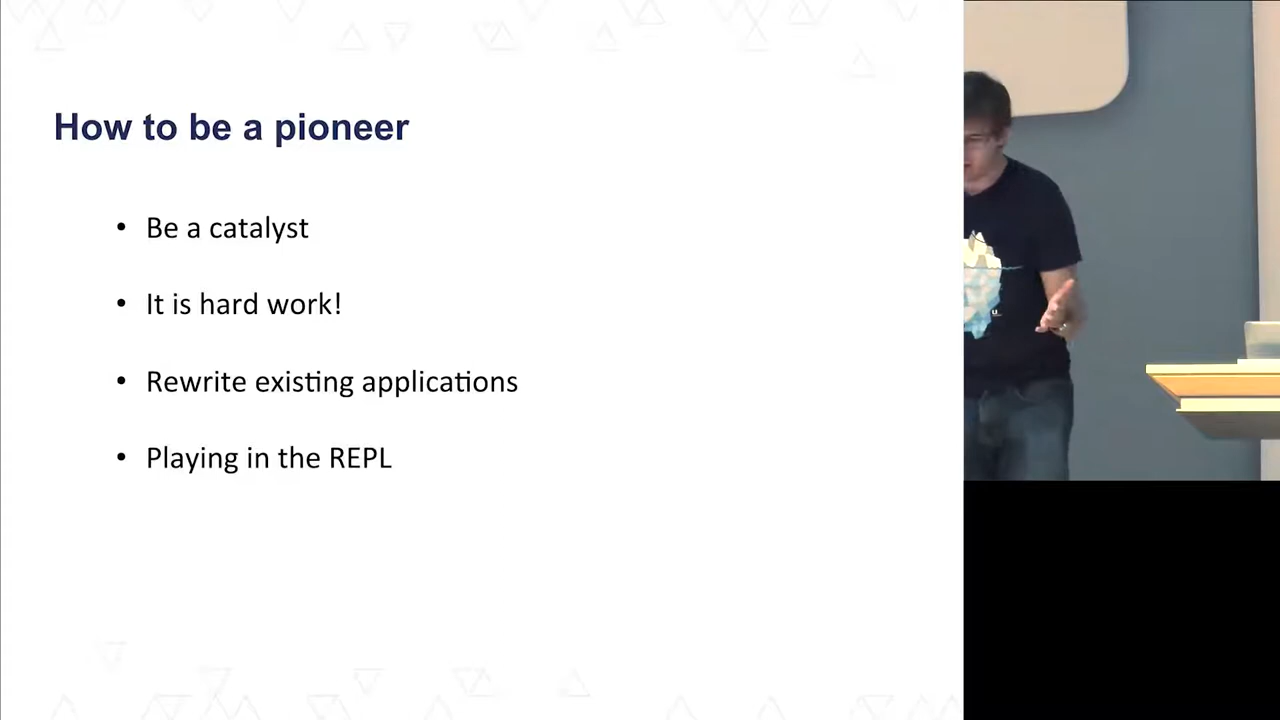 How to be a pioneer
• Be a catalyst
• It is hard work!
• Rewrite existing applications
• Playing in the REPL